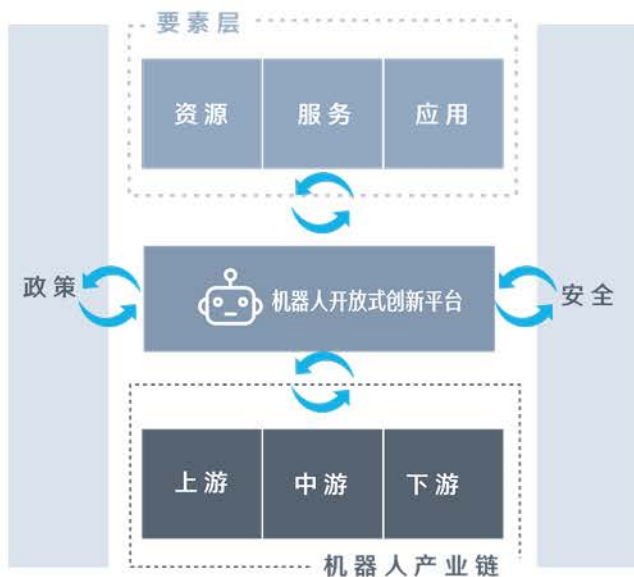 要素层
资源 服务 应用
政策 机器人开放式创新平台 安全
上游 中游 下游
机器人产业链